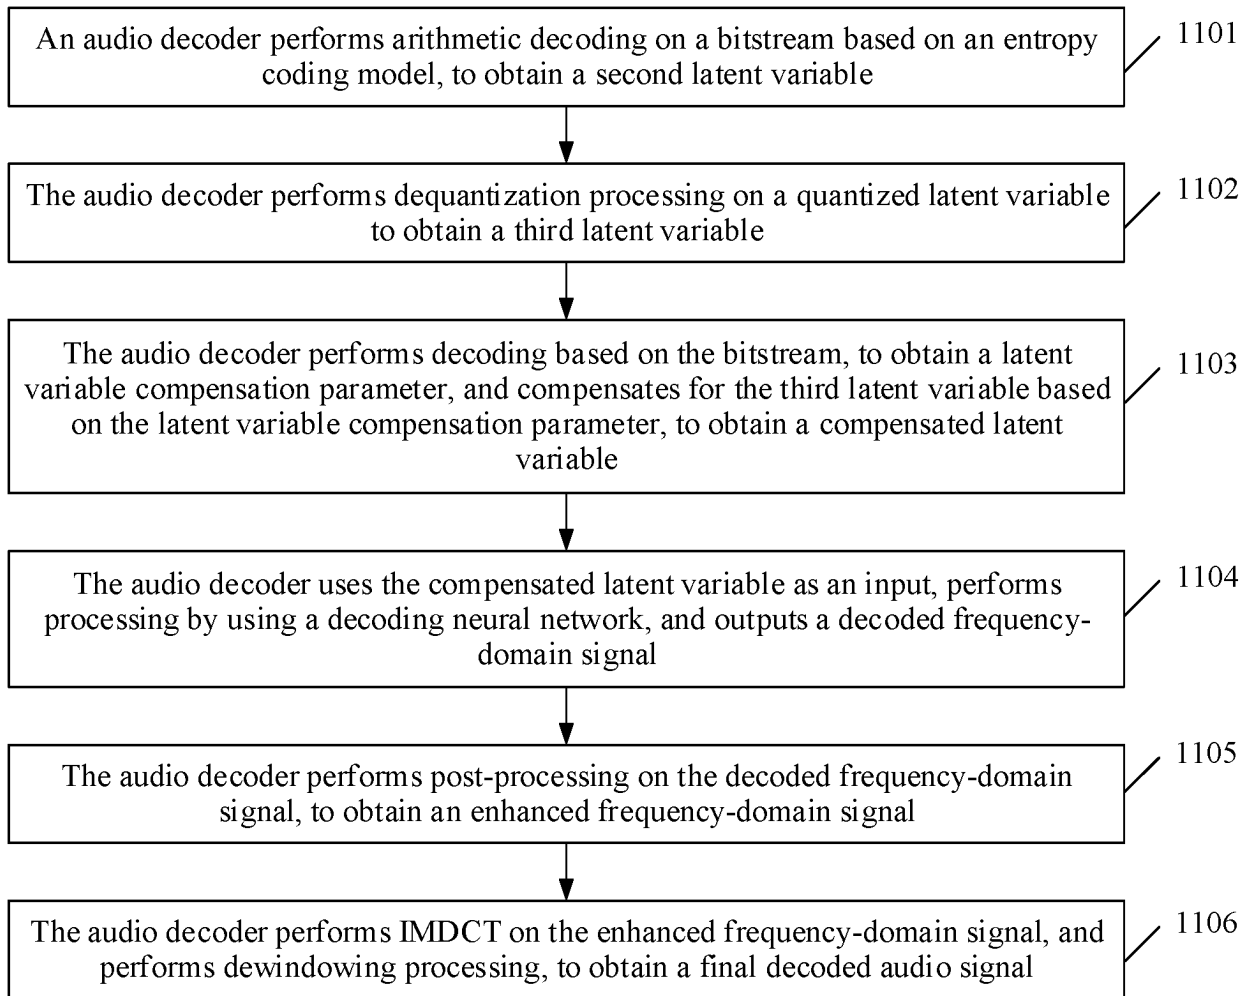 An audio decoder performs arithmetic decoding on a bitstream based on an entropy
coding model, to obtain a second latent variable
1101
The audio decoder performs dequantization processing on a quantized latent variable
to obtain a third latent variable
1102
The audio decoder performs decoding based on the bitstream, to obtain a latent
variable compensation parameter, and compensates for the third latent variable based
on the latent variable compensation parameter, to obtain a compensated latent
variable
1103
The audio decoder uses the compensated latent variable as an input, performs
processing by using a decoding neural network, and outputs a decoded frequency-
domain signal
1104
The audio decoder performs post-processing on the decoded frequency-domain
signal, to obtain an enhanced frequency-domain signal
1105
The audio decoder performs IMDCT on the enhanced frequency-domain signal, and
performs dewindowing processing, to obtain a final decoded audio signal
1106